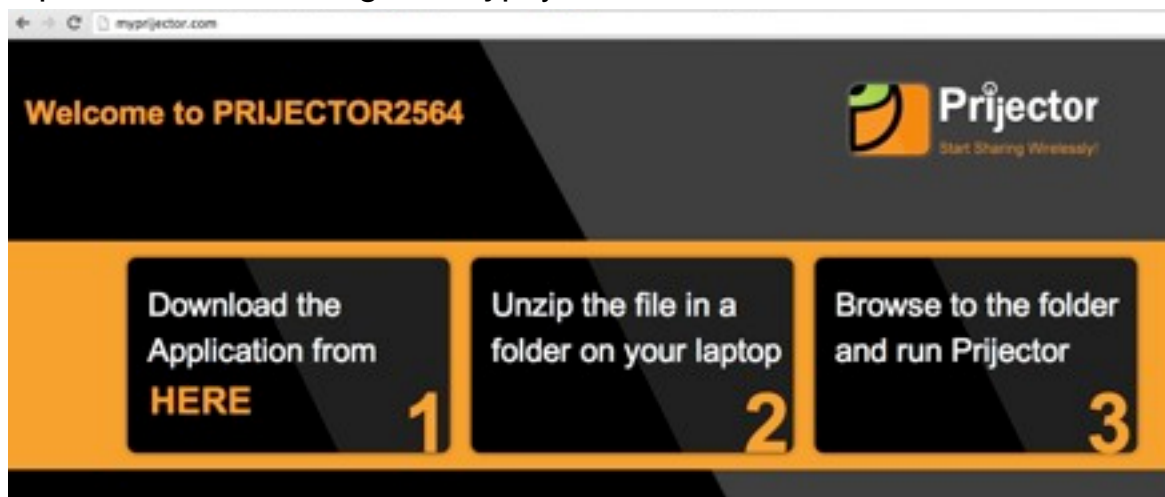 myprijector.com
Welcome to PRIJECTOR2564
Prijector
Start Sharing Wirelessly!
Download the
Application from
HERE
1
Unzip the file in a
folder on your laptop
2
Browse to the folder
and run Prijector
3